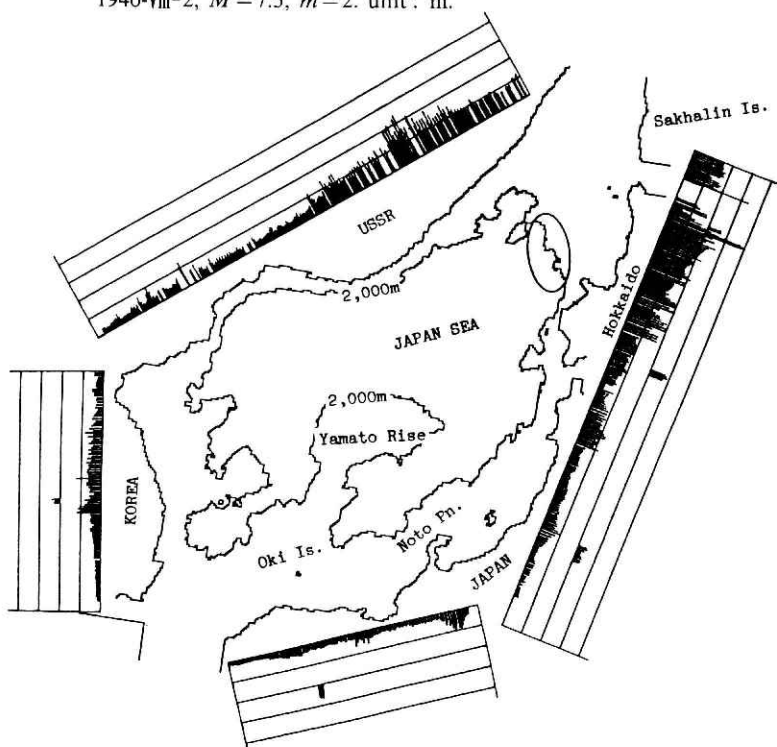 1940-Ⅷ-2, M = 7.5, m = 2. unit : m.
Sakhalin Is.
USSR
2,000m
Hokkaido
JAPAN SEA
2,000m
Yamato Rise
KOREA
Noto Pn.
Oki Is.
JAPAN